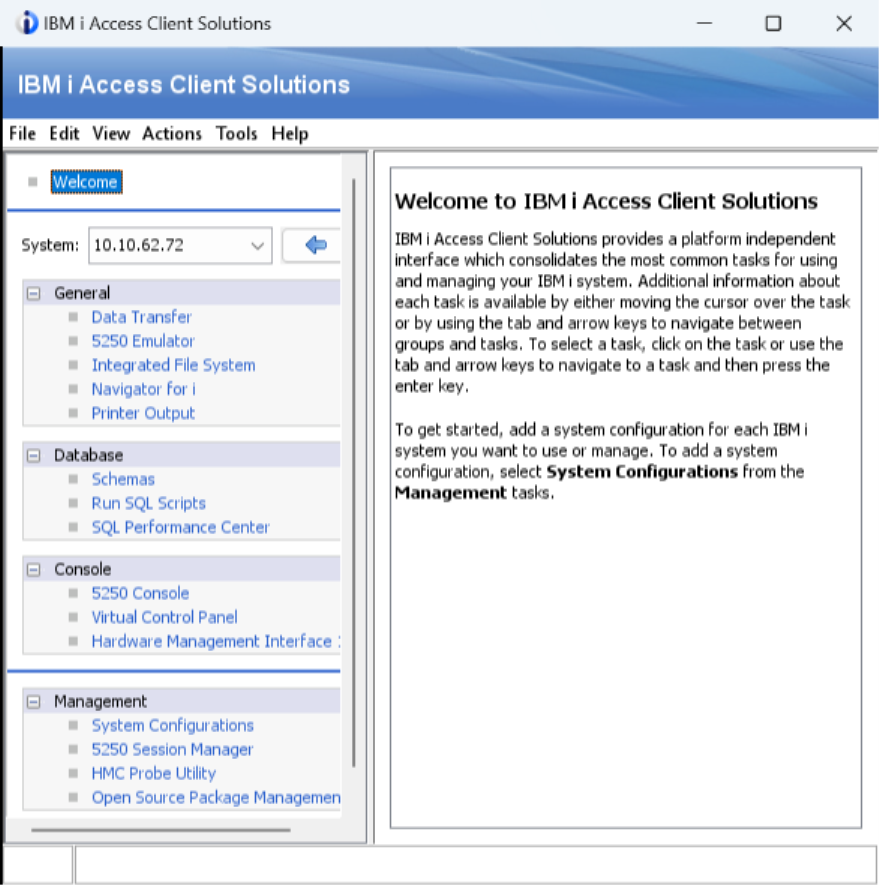 IBM i Access Client Solutions
IBM i Access Client Solutions
File Edit View Actions Tools Help
Welcome
System: 10.10.62.72
General
Data Transfer
5250 Emulator
Integrated File System
Navigator for i
Printer Output
Database
Schemas
Run SQL Scripts
SQL Performance Center
Console
5250 Console
Virtual Control Panel
Hardware Management Interface
Management
System Configurations
5250 Session Manager
HMC Probe Utility
Open Source Package Managemen
Welcome to IBM i Access Client Solutions
IBM i Access Client Solutions provides a platform independent
interface which consolidates the most common tasks for using
and managing your IBM i system. Additional information about
each task is available by either moving the cursor over the task
or by using the tab and arrow keys to navigate between
groups and tasks. To select a task, click on the task or use the
tab and arrow keys to navigate to a task and then press the
enter key.
To get started, add a system configuration for each IBM i
system you want to use or manage. To add a system
configuration, select System Configurations from the
Management tasks.